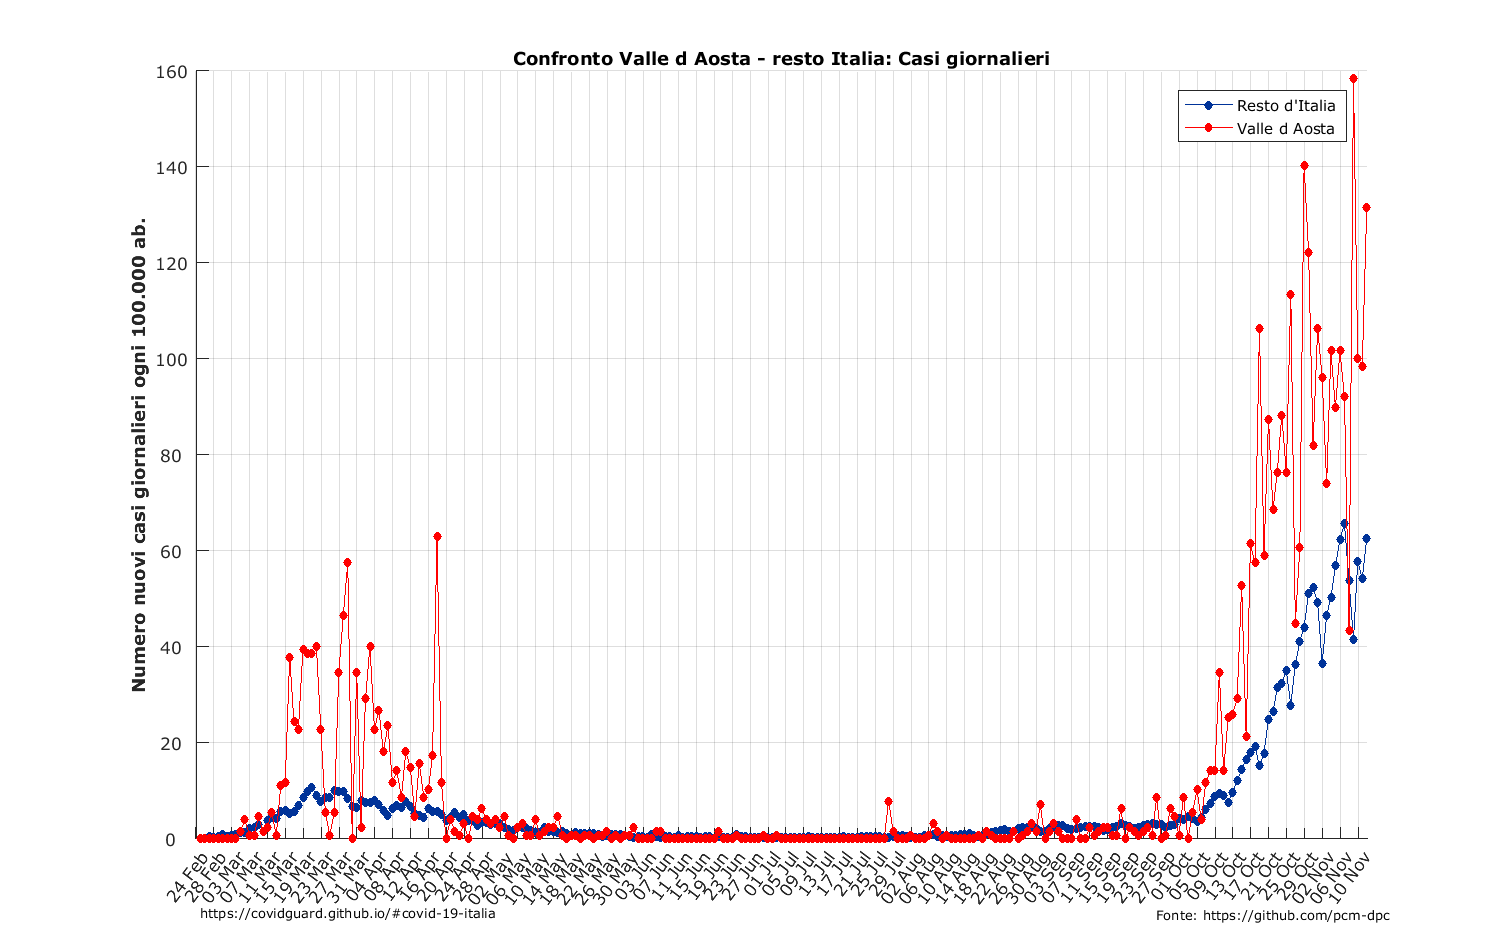 Confronto Valle d Aosta - resto Italia: Casi giornalieri
Numero nuovi casi giornalieri ogni 100.000 ab.
160
140
120
100
80
60
40
20
0
Resto d'Italia
Valle d Aosta
24 Feb
28 Feb
03 Mar
07 Mar
11 Mar
15 Mar
19 Mar
23 Mar
27 Mar
31 Mar
04 Apr
08 Apr
12 Apr
16 Apr
20 Apr
24 Apr
28 Apr
02 May
06 May
10 May
14 May
18 May
22 May
26 May
30 May
03 Jun
07 Jun
11 Jun
15 Jun
19 Jun
23 Jun
27 Jun
01 Jul
05 Jul
09 Jul
13 Jul
17 Jul
21 Jul
25 Jul
29 Jul
02 Aug
06 Aug
10 Aug
14 Aug
18 Aug
22 Aug
26 Aug
30 Aug
03 Sep
07 Sep
11 Sep
15 Sep
19 Sep
23 Sep
27 Sep
01 Oct
05 Oct
09 Oct
13 Oct
17 Oct
21 Oct
25 Oct
29 Oct
02 Nov
06 Nov
10 Nov
https://covidguard.github.io/#covid-19-italia
Fonte: https://github.com/pcm-dpc